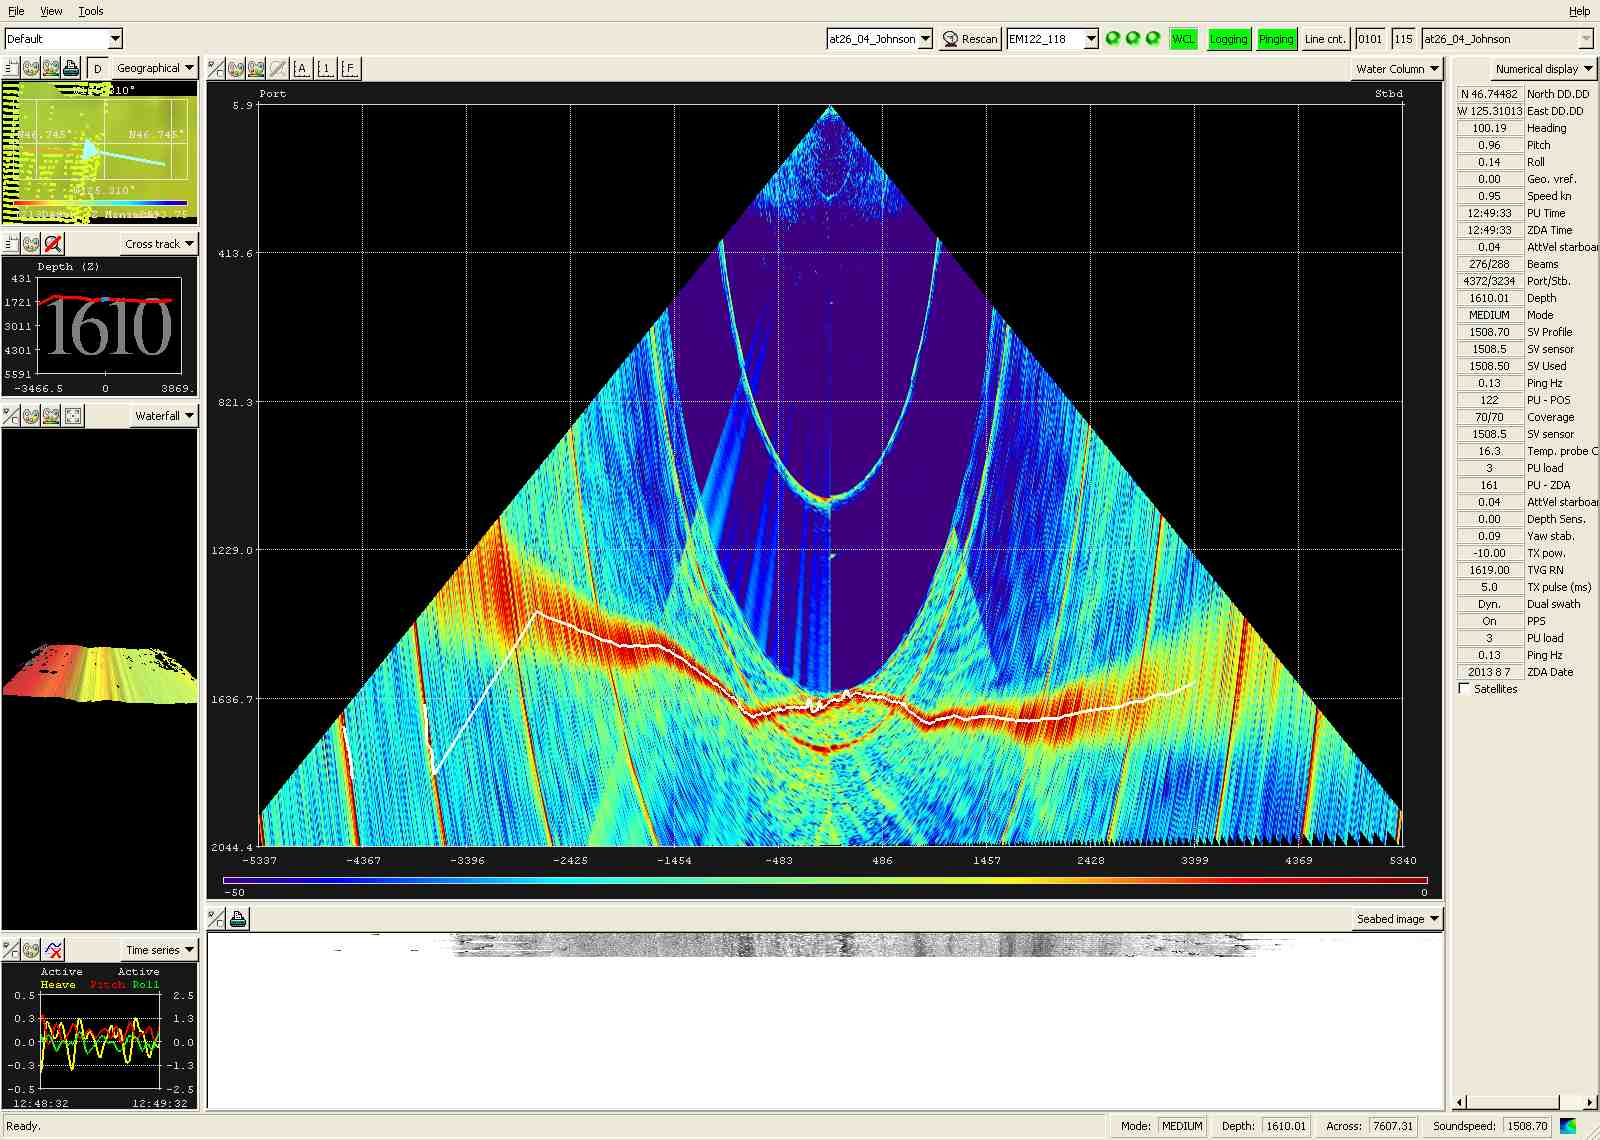 File View Tools Help
Default at26_04_Johnson Rescan EM122_118 WCL Logging Pinging Line cnt. 0101 115 at26_04_Johnson
D Geographical
N46.745° N46.745°
Cross track
Depth (Z)
431
1721
3011
4301
5591
1610
-3466.5 0 3869.
Waterfall
Time series
Active Active
Heave Pitch Roll
0.5 2.5
0.3 1.3
0.0 0.0
-0.3 -1.3
-0.5 -2.5
12:48:32 12:49:32
A 1 F Water Column
Port Stbd
5.9
413.6
821.3
1229.0
1636.7
2044.4
-5337 -4367 -3396 -2425 -1454 -483 486 1457 2428 3399 4369 5340
-50 0
Seabed image
Numerical display
N 46.74482 North DD.DD
W 125.31013 East DD.DD
100.19 Heading
0.96 Pitch
0.14 Roll
0.00 Geo. vref.
0.95 Speed kn
12:49:33 PU Time
12:49:33 ZDA Time
0.04 AttVel starboar
276/288 Beams
4372/3234 Port/Stb.
1610.01 Depth
MEDIUM Mode
1508.70 SV Profile
1508.5 SV sensor
1508.50 SV Used
0.13 Ping Hz
122 PU - POS
70/70 Coverage
1508.5 SV sensor
16.3 Temp. probe C
3 PU load
161 PU - ZDA
0.04 AttVel starboar
0.00 Depth Sens.
0.09 Yaw stab.
-10.00 TX pow.
1619.00 TVG RN
5.0 TX pulse (ms)
Dyn. Dual swath
On PPS
3 PU load
0.13 Ping Hz
2013 8 7 ZDA Date
Satellites
Ready. Mode: MEDIUM Depth: 1610.01 Across: 7607.31 Soundspeed: 1508.70